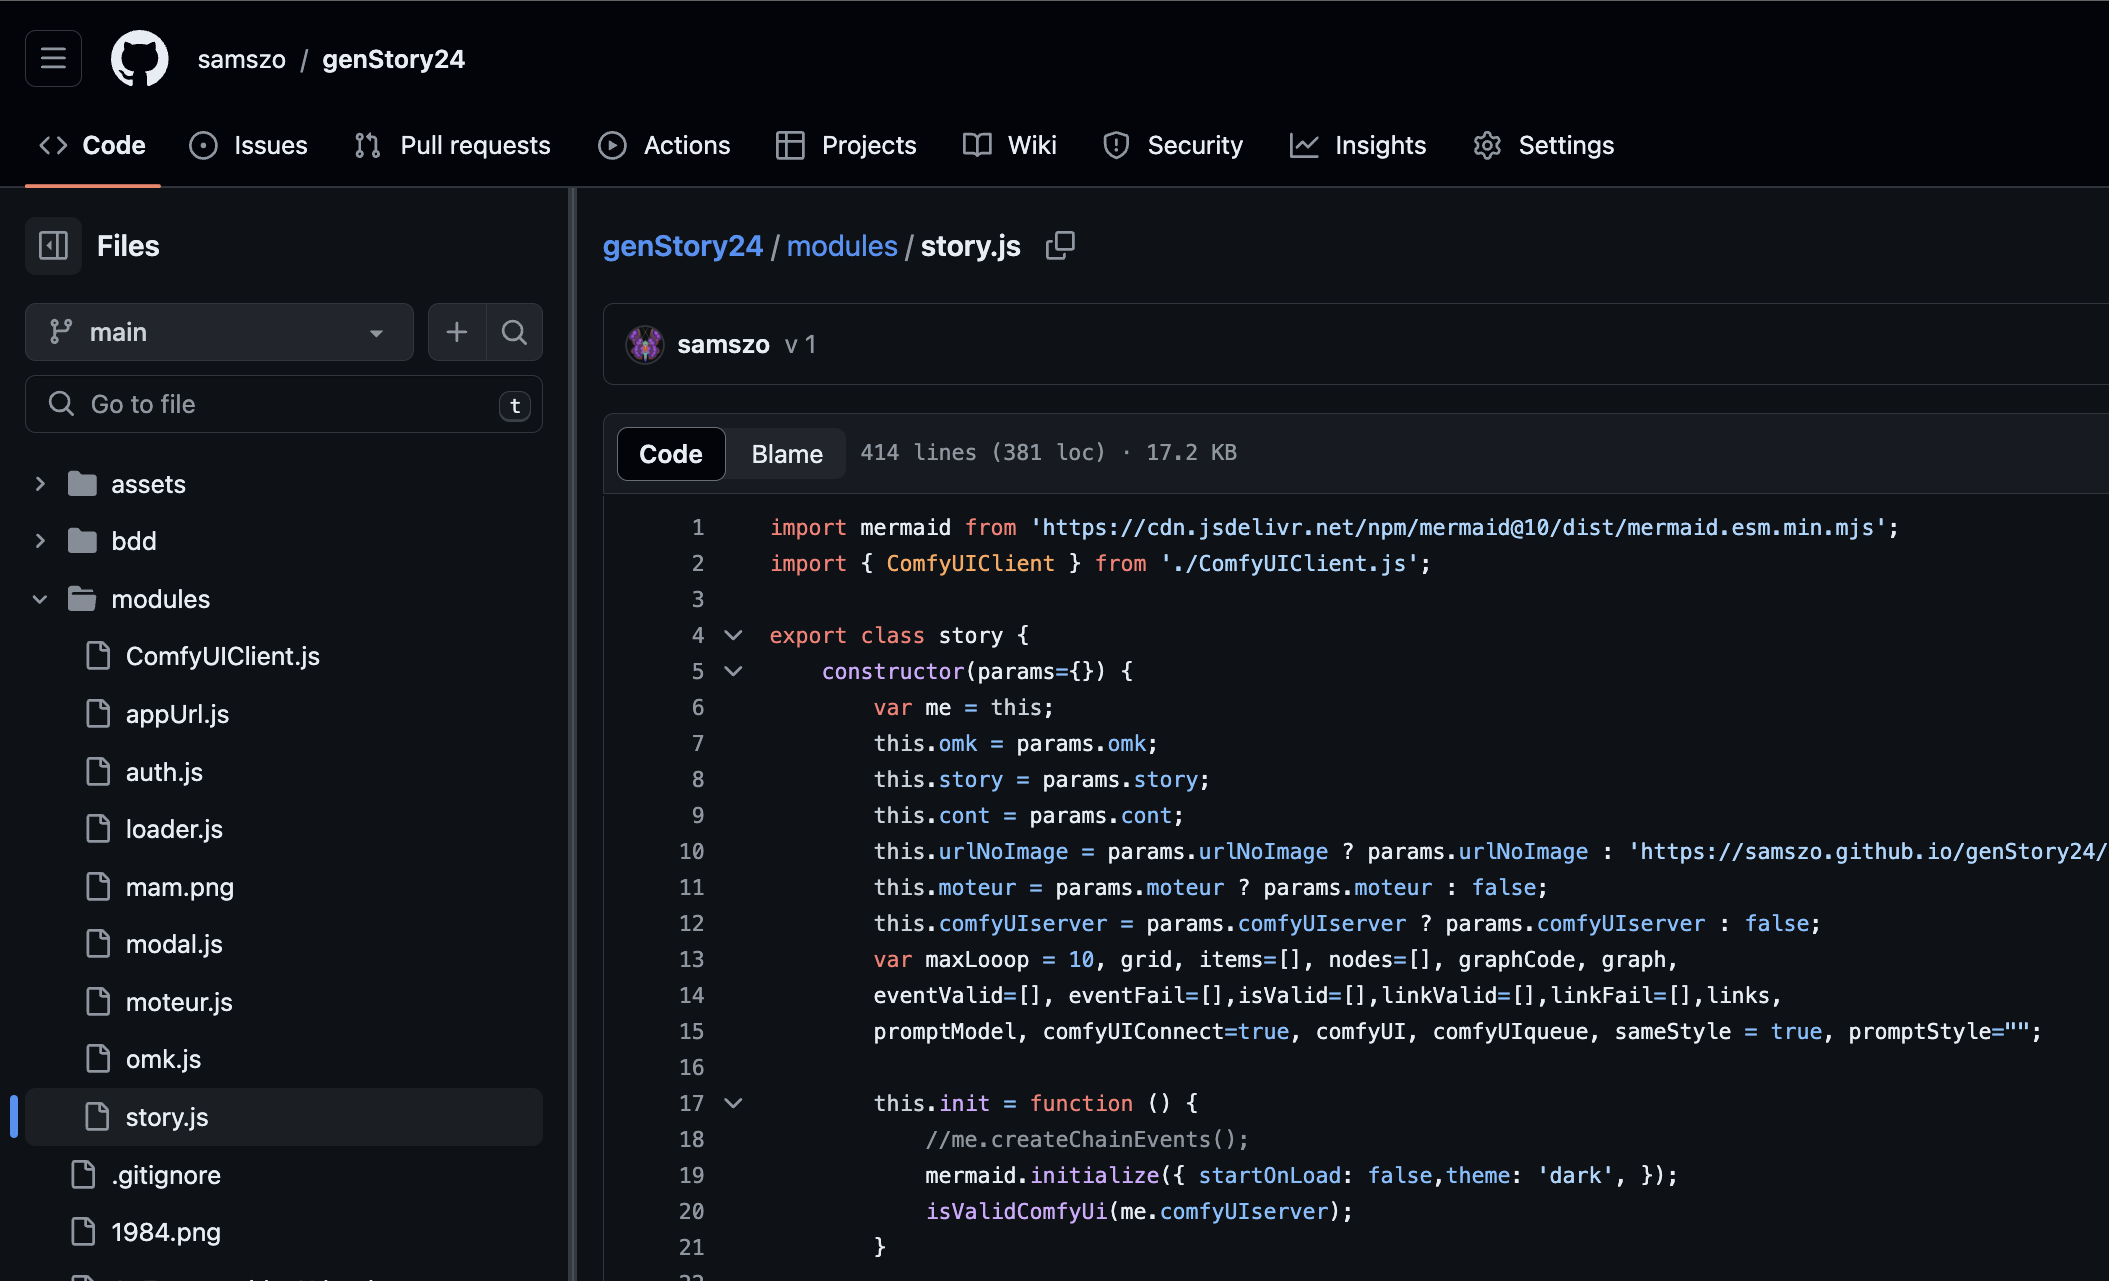 samszo / genStory24
Code Issues Pull requests Actions Projects Wiki Security Insights Settings
Files
main
Go to file t
assets
bdd
modules
ComfyUIClient.js
appUrl.js
auth.js
loader.js
mam.png
modal.js
moteur.js
omk.js
story.js
.gitignore
1984.png
genStory24 / modules / story.js
samszo v 1
Code Blame 414 lines (381 loc) · 17.2 KB
1 import mermaid from 'https://cdn.jsdelivr.net/npm/mermaid@10/dist/mermaid.esm.min.mjs';
2 import { ComfyUIClient } from './ComfyUIClient.js';
3
4 export class story {
5 constructor(params={}) {
6 var me = this;
7 this.omk = params.omk;
8 this.story = params.story;
9 this.cont = params.cont;
10 this.urlNoImage = params.urlNoImage ? params.urlNoImage : 'https://samszo.github.io/genStory24/
11 this.moteur = params.moteur ? params.moteur : false;
12 this.comfyUIserver = params.comfyUIserver ? params.comfyUIserver : false;
13 var maxLooop = 10, grid, items=[], nodes=[], graphCode, graph,
14 eventValid=[], eventFail=[],isValid=[],linkValid=[],linkFail=[],links,
15 promptModel, comfyUIConnect=true, comfyUI, comfyUIqueue, sameStyle = true, promptStyle="";
16
17 this.init = function () {
18 //me.createChainEvents();
19 mermaid.initialize({ startOnLoad: false,theme: 'dark', });
20 isValidComfyUi(me.comfyUIserver);
21 }